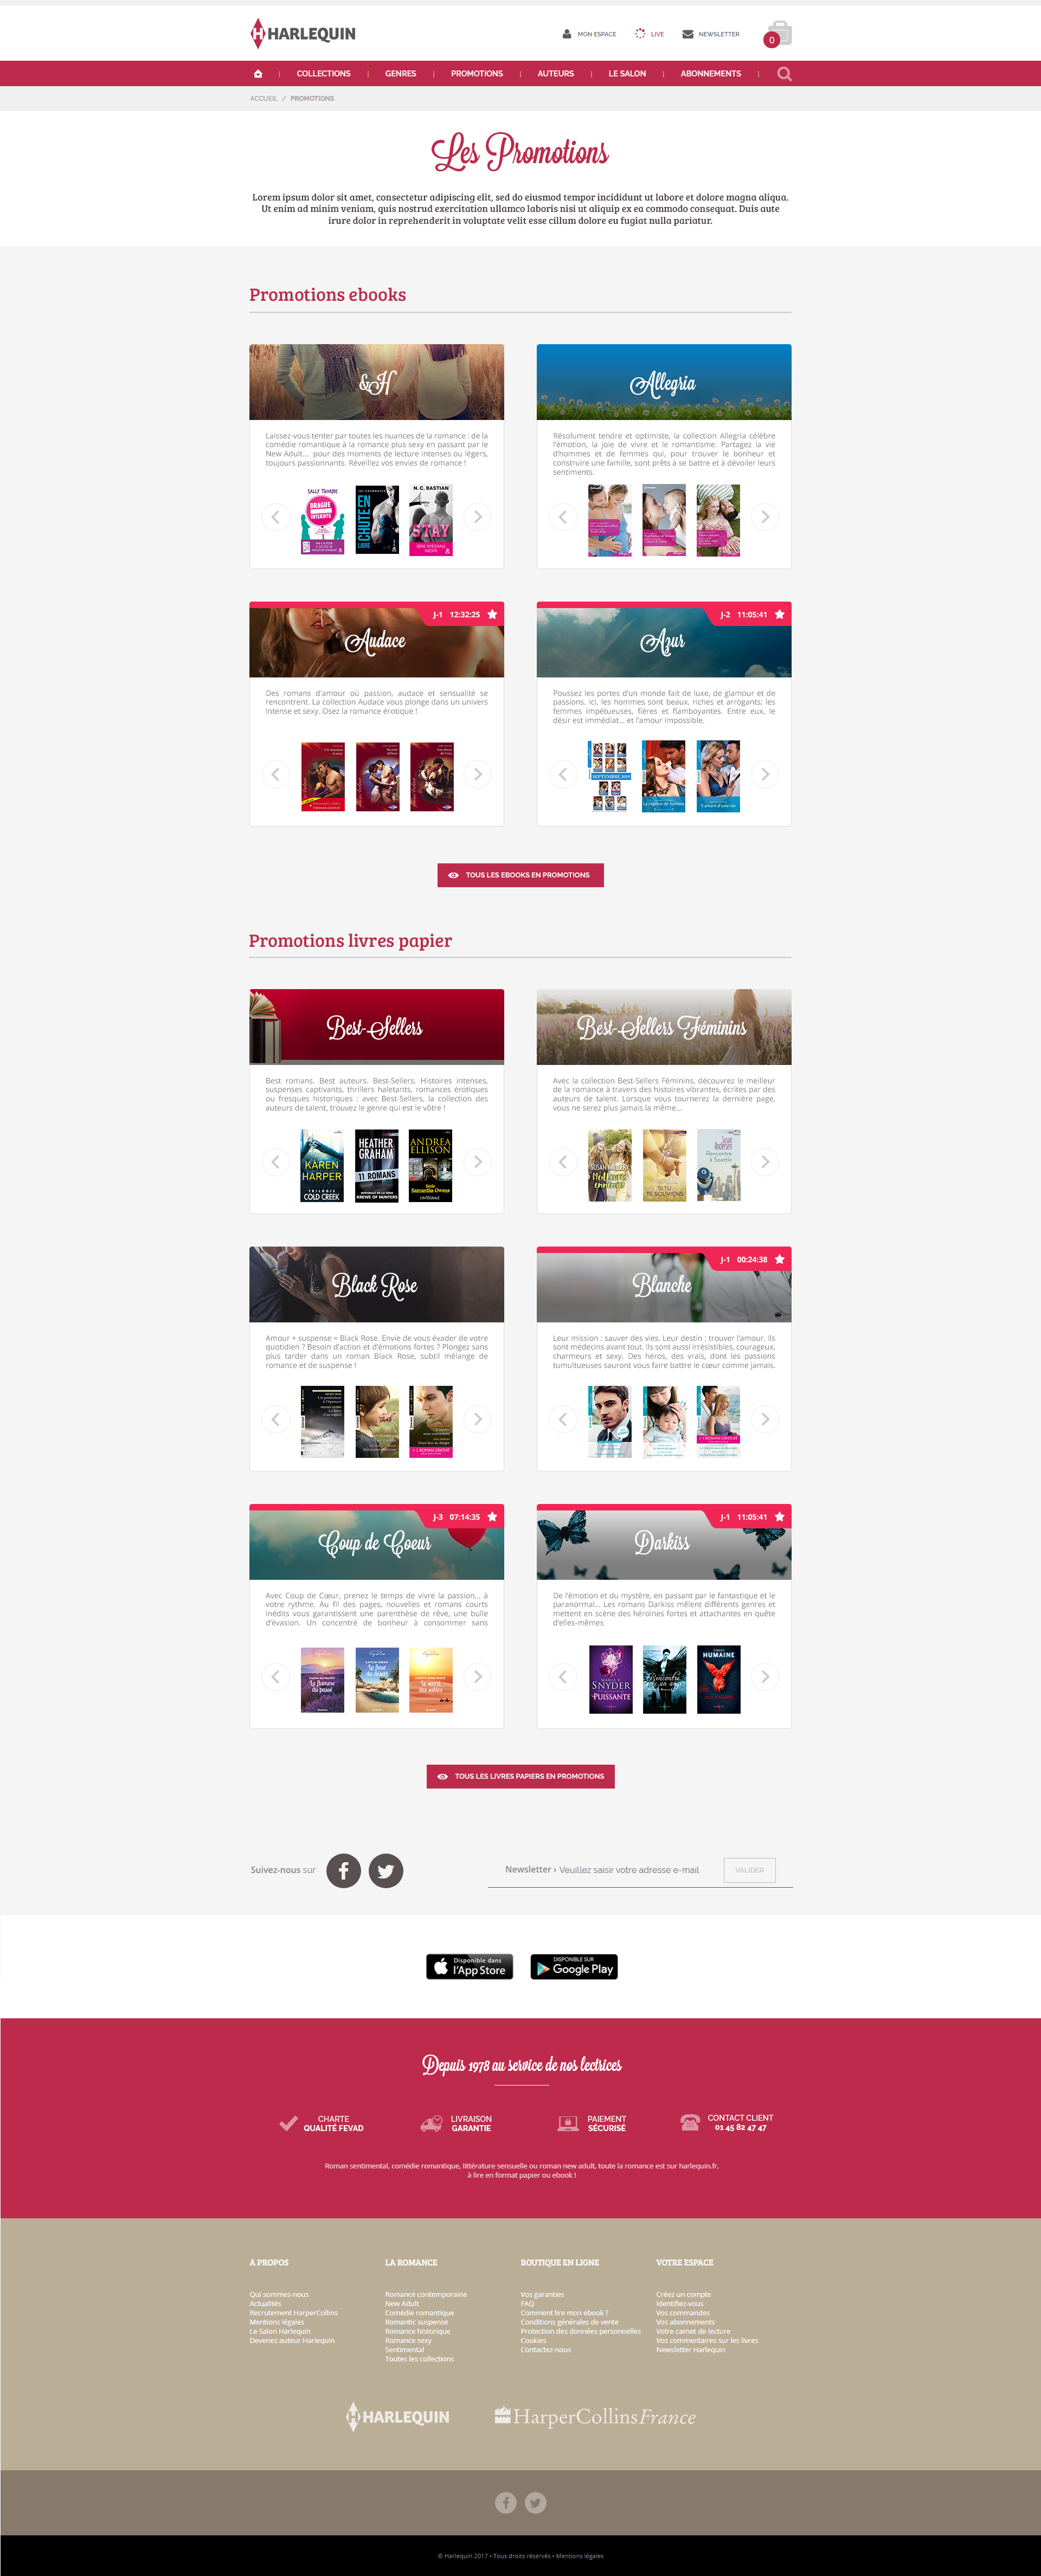 HARLEQUIN
MON ESPACE
LIVE
NEWSLETTER
0
COLLECTIONS | GENRES | PROMOTIONS | AUTEURS | LE SALON | ABONNEMENTS |
ACCUEIL / PROMOTIONS
Les Promotions
Lorem ipsum dolor sit amet, consectetur adipiscing elit, sed do eiusmod tempor incididunt ut labore et dolore magna aliqua.
Ut enim ad minim veniam, quis nostrud exercitation ullamco laboris nisi ut aliquip ex ea commodo consequat. Duis aute
irure dolor in reprehenderit in voluptate velit esse cillum dolore eu fugiat nulla pariatur.
Promotions ebooks
&H
Laissez-vous tenter par toutes les nuances de la romance : de la
comédie romantique à la romance plus sexy en passant par le
New Adult... pour des moments de lecture intenses ou légers,
toujours passionnants. Réveillez vos envies de romance !
SALLY THORNE
DRAGUE
INTERDITE
CHUTE EN
LIBRE
N. C. BASTIAN
STAY
SÉRIE INTÉGRALE
INÉDITE
Allegria
Résolument tendre et optimiste, la collection Allegria célèbre
l'émotion, la joie de vivre et le romantisme. Partagez la vie
d'hommes et de femmes qui, pour trouver le bonheur et
construire une famille, sont prêts à se battre et à dévoiler leurs
sentiments.
J-1 12:32:25
Audace
Des romans d'amour où passion, audace et sensualité se
rencontrent. La collection Audace vous plonge dans un univers
intense et sexy. Osez la romance érotique !
J-2 11:05:41
Azur
Poussez les portes d'un monde fait de luxe, de glamour et de
passions. Ici, les hommes sont beaux, riches et arrogants; les
femmes impétueuses, fières et flamboyantes. Entre eux, le
désir est immédiat... et l'amour impossible.
SEPTEMBRE 2015
L'amant d'une vie
TOUS LES EBOOKS EN PROMOTIONS
Promotions livres papier
Best-Sellers
Best romans. Best auteurs. Best-Sellers. Histoires intenses,
suspenses captivants, thrillers haletants, romances érotiques
ou fresques historiques : avec Best-Sellers, la collection des
auteurs de talent, trouvez le genre qui est le vôtre !
KAREN
HARPER
TRILOGIE
COLD CREEK
HEATHER
GRAHAM
11 ROMANS
KREWE OF HUNTERS
ANDREA
ELLISON
Série
Samantha Owens
L'INTÉGRALE
Best-Sellers Féminins
Avec la collection Best-Sellers Féminins, découvrez le meilleur
de la romance à travers des histoires vibrantes, écrites par des
auteurs de talent. Lorsque vous tournerez la dernière page,
vous ne serez plus jamais la même...
SUSAN MALLERY
Meilleures
ennemies
SI TU
TE SOUVIENS
Susan
Andersen
Rencontre
à Seattle
Black Rose
Amour + suspense = Black Rose. Envie de vous évader de votre
quotidien ? Besoin d'action et d'émotions fortes ? Plongez sans
plus tarder dans un roman Black Rose, subtil mélange de
romance et de suspense !
+ 1 ROMAN GRATUIT
J-1 00:24:38
Blanche
Leur mission : sauver des vies. Leur destin : trouver l'amour. Ils
sont médecins avant tout. Ils sont aussi irrésistibles, courageux,
charmeurs et sexy. Des héros, des vrais, dont les passions
tumultueuses sauront vous faire battre le cœur comme jamais.
+ 1 ROMAN GRATUIT
J-3 07:14:35
Coup de Coeur
Avec Coup de Cœur, prenez le temps de vivre la passion... à
votre rythme. Au fil des pages, nouvelles et romans courts
inédits vous garantissent une parenthèse de rêve, une bulle
d'évasion. Un concentré de bonheur à consommer sans
La flamme
du passé
La fleur
du désert
Le secret
des sables
J-1 11:05:41
Darkiss
De l'émotion et du mystère, en passant par le fantastique et le
paranormal... Les romans Darkiss mêlent différents genres et
mettent en scène des héroïnes fortes et attachantes en quête
d'elles-mêmes
SNYDER
PUISSANTE
Rencontre
avec un ange
HUMAINE
TOUS LES LIVRES PAPIERS EN PROMOTIONS
Suivez-nous sur
Newsletter › Veuillez saisir votre adresse e-mail
VALIDER
Disponible dans
l'App Store
DISPONIBLE SUR
Google Play
Depuis 1978 au service de nos lectrices
CHARTE
QUALITÉ FEVAD
LIVRAISON
GARANTIE
PAIEMENT
SÉCURISÉ
CONTACT CLIENT
01 45 82 47 47
Roman sentimental, comédie romantique, littérature sensuelle ou roman new adult, toute la romance est sur harlequin.fr,
à lire en format papier ou ebook !
A PROPOS
Qui sommes-nous
Actualités
Recrutement HarperCollins
Mentions légales
Le Salon Harlequin
Devenez auteur Harlequin
LA ROMANCE
Romance contemporaine
New Adult
Comédie romantique
Romantic suspense
Romance historique
Romance sexy
Sentimental
Toutes les collections
BOUTIQUE EN LIGNE
Vos garanties
FAQ
Comment lire mon ebook ?
Conditions générales de vente
Protection des données personnelles
Cookies
Contactez-nous
VOTRE ESPACE
Créez un compte
Identifiez-vous
Vos commandes
Vos abonnements
Votre carnet de lecture
Vos commentaires sur les livres
Newsletter Harlequin
HARLEQUIN
HarperCollins France
© Harlequin 2017 • Tous droits réservés • Mentions légales